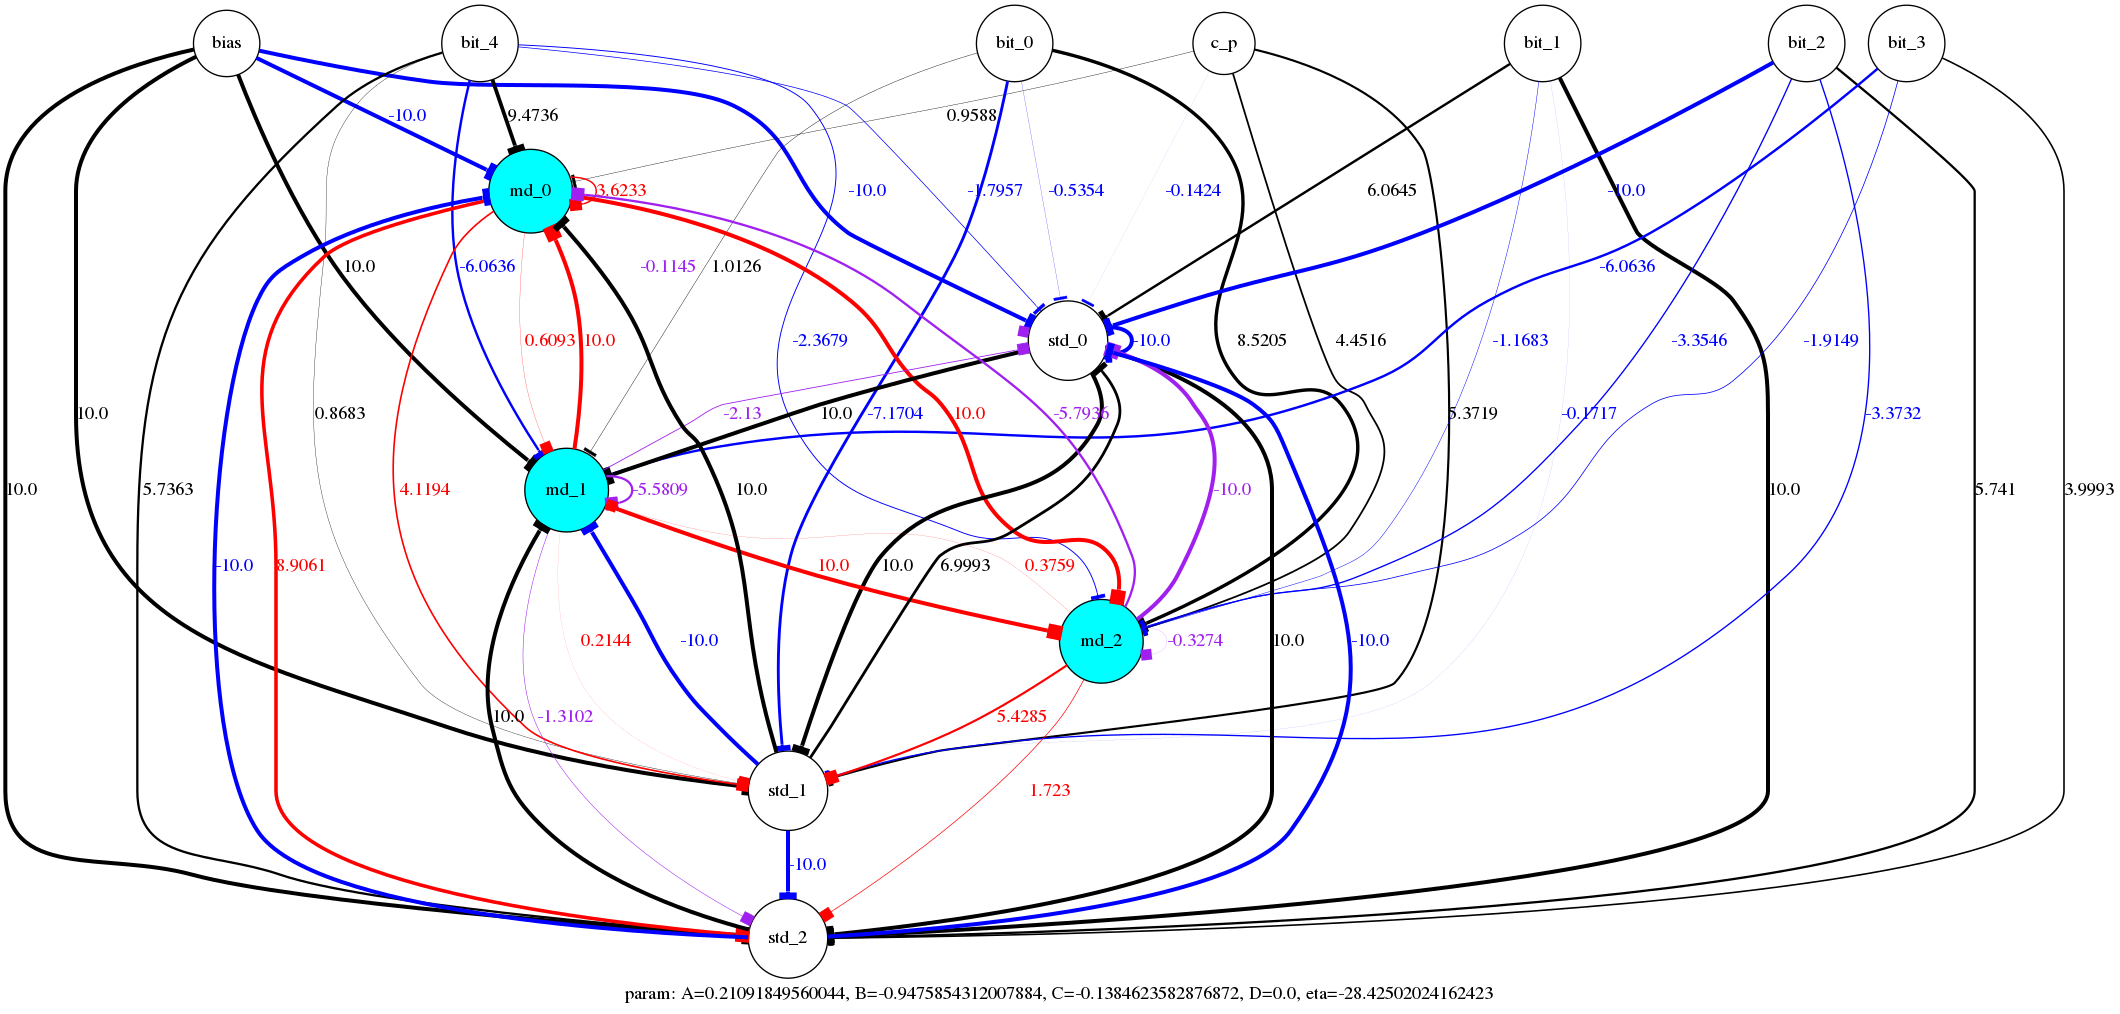 bias bit_4 bit_0 c_p bit_1 bit_2 bit_3
-10.0 9.4736 0.9588
md_0 3.6233 -10.0 -1.7957 -0.5354 -0.1424 6.0645 -10.0
10.0 -6.0636 -0.1145 1.0126 -6.0636
0.6093 10.0 -2.3679 std_0 -10.0 8.5205 4.4516 -1.1683 -3.3546 -1.9149
10.0 0.8683 -2.13 10.0 -7.1704 10.0 -5.7936 5.3719 -0.1717 -3.3732
10.0 5.7363 4.1194 md_1 -5.5809 10.0 -10.0 10.0 5.741 3.9993
-10.0 8.9061 10.0 10.0 6.9993 0.3759
0.2144 -10.0 md_2 -0.3274 10.0 -10.0
10.0 -1.3102 5.4285
std_1 1.723
-10.0
std_2
param: A=0.21091849560044, B=-0.9475854312007884, C=-0.1384623582876872, D=0.0, eta=-28.42502024162423